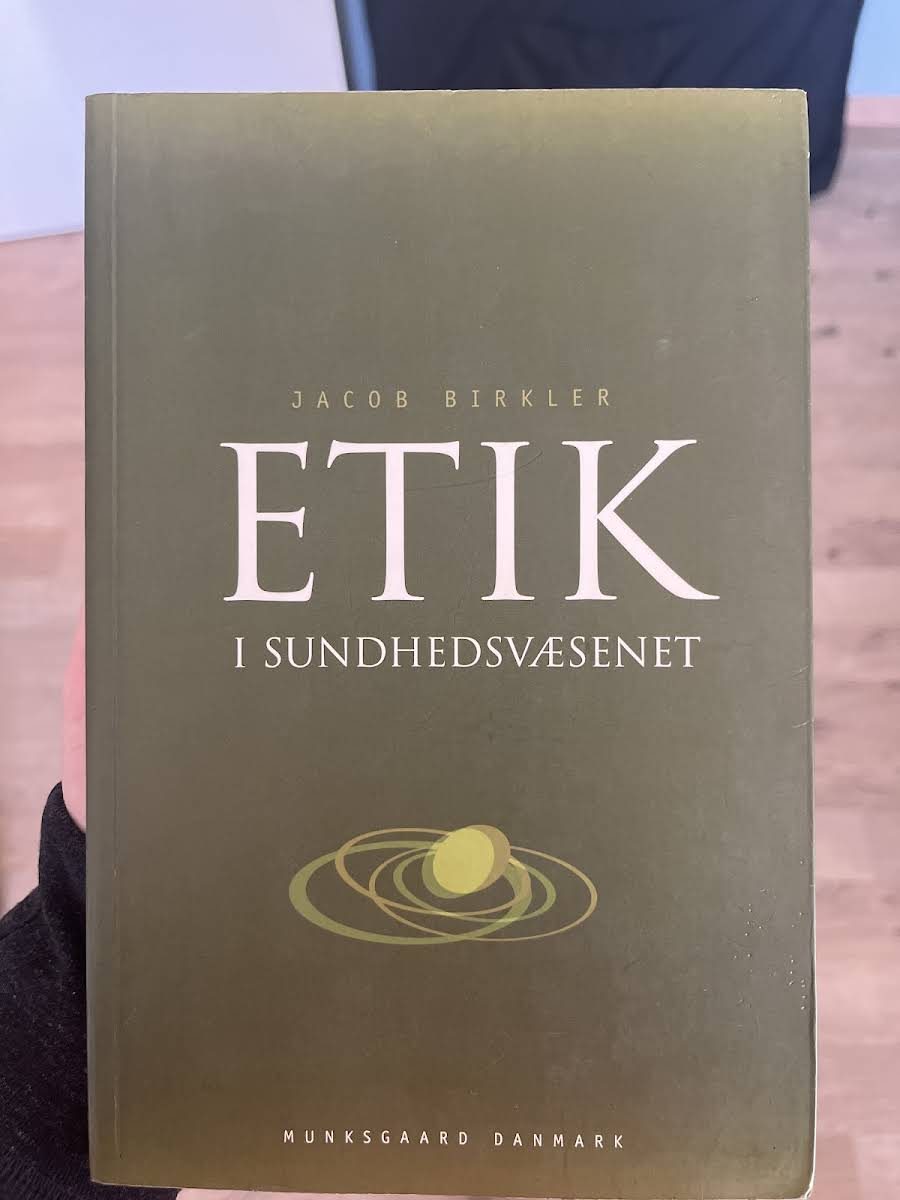 JACOB BIRKLER
ETIK
I SUNDHEDSVÆSENET
MUNKSGAARD DANMARK